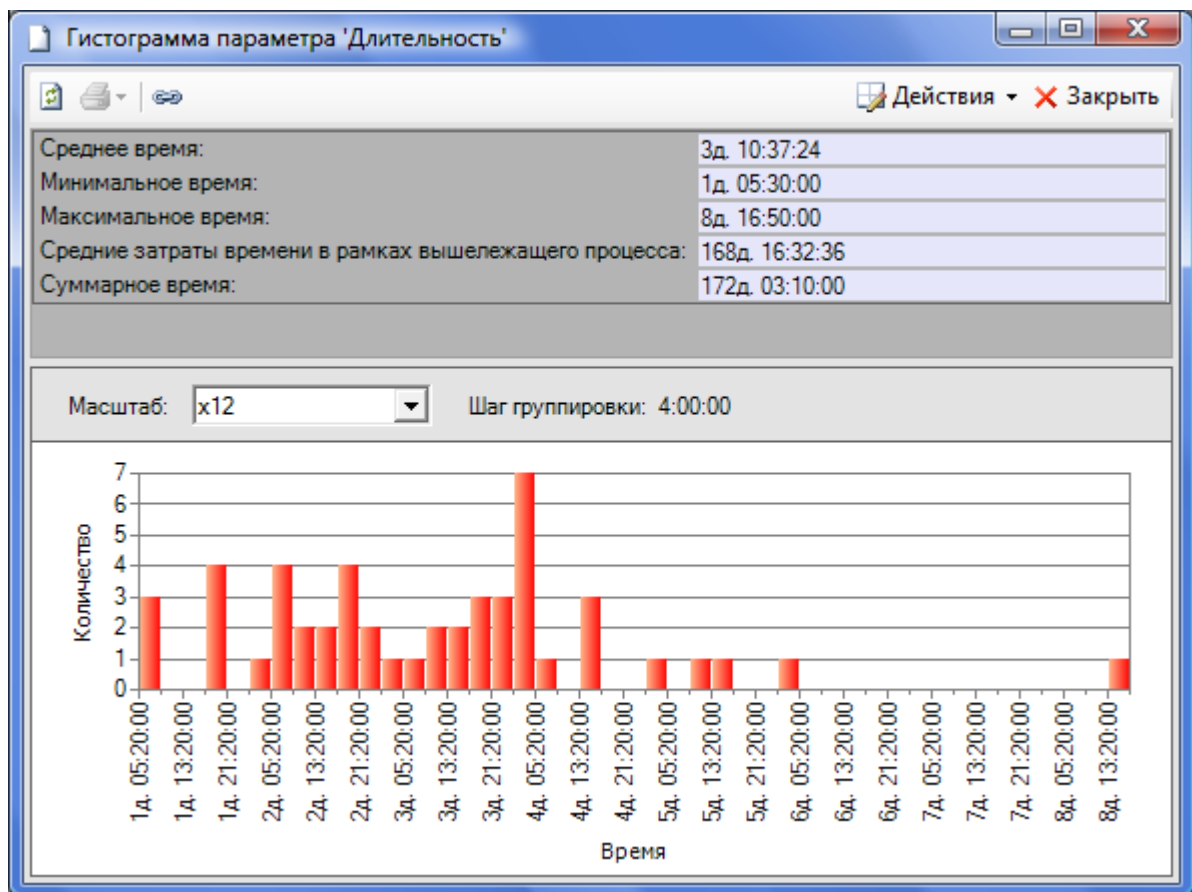 Гистограмма параметра 'Длительность'
Действия Закрыть
Среднее время: 3д. 10:37:24
Минимальное время: 1д. 05:30:00
Максимальное время: 8д. 16:50:00
Средние затраты времени в рамках вышележащего процесса: 168д. 16:32:36
Суммарное время: 172д. 03:10:00
Масштаб: x12 Шаг группировки: 4:00:00
Количество
7
6
5
4
3
2
1
0
1д. 05:20:00
1д. 13:20:00
1д. 21:20:00
2д. 05:20:00
2д. 13:20:00
2д. 21:20:00
3д. 05:20:00
3д. 13:20:00
3д. 21:20:00
4д. 05:20:00
4д. 13:20:00
4д. 21:20:00
5д. 05:20:00
5д. 13:20:00
5д. 21:20:00
6д. 05:20:00
6д. 13:20:00
6д. 21:20:00
7д. 05:20:00
7д. 13:20:00
7д. 21:20:00
8д. 05:20:00
8д. 13:20:00
Время